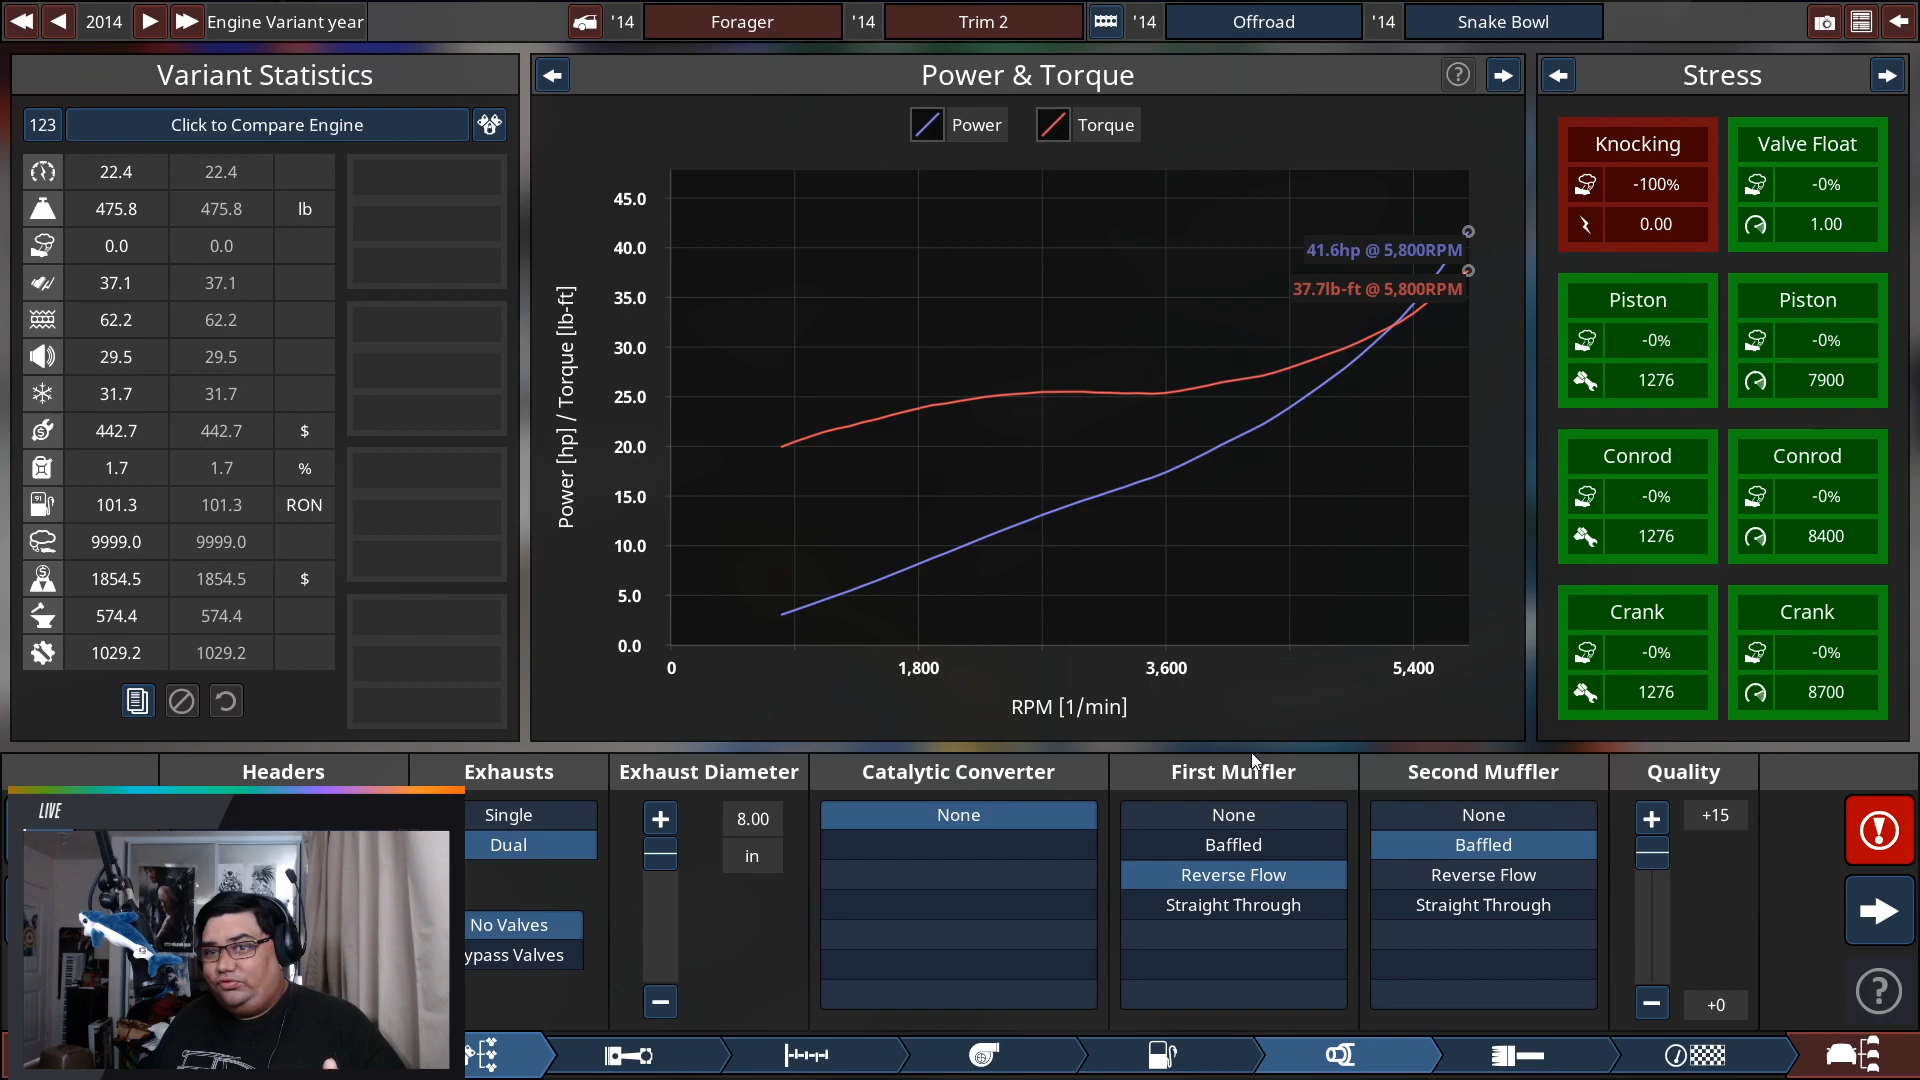 2014
Engine Variant year
'14
Forager
'14
Trim 2
'14
Offroad
'14
Snake Bowl
Variant Statistics
123
Click to Compare Engine
22.4 22.4
475.8 475.8 lb
0.0 0.0
37.1 37.1
62.2 62.2
29.5 29.5
31.7 31.7
442.7 442.7 $
1.7 1.7 %
101.3 101.3 RON
9999.0 9999.0
1854.5 1854.5 $
574.4 574.4
1029.2 1029.2
Power & Torque
?
Power
Torque
45.0
40.0
35.0
30.0
25.0
20.0
15.0
10.0
5.0
0.0
Power [hp] / Torque [lb-ft]
41.6hp @ 5,800RPM
37.7lb-ft @ 5,800RPM
0
1,800
3,600
5,400
RPM [1/min]
Stress
Knocking
-100%
0.00
Valve Float
-0%
1.00
Piston
-0%
1276
Piston
-0%
7900
Conrod
-0%
1276
Conrod
-0%
8400
Crank
-0%
1276
Crank
-0%
8700
Headers
Exhausts
Single
Dual
No Valves
ypass Valves
Exhaust Diameter
8.00
in
Catalytic Converter
None
First Muffler
None
Baffled
Reverse Flow
Straight Through
Second Muffler
None
Baffled
Reverse Flow
Straight Through
Quality
+15
+0
?
LIVE